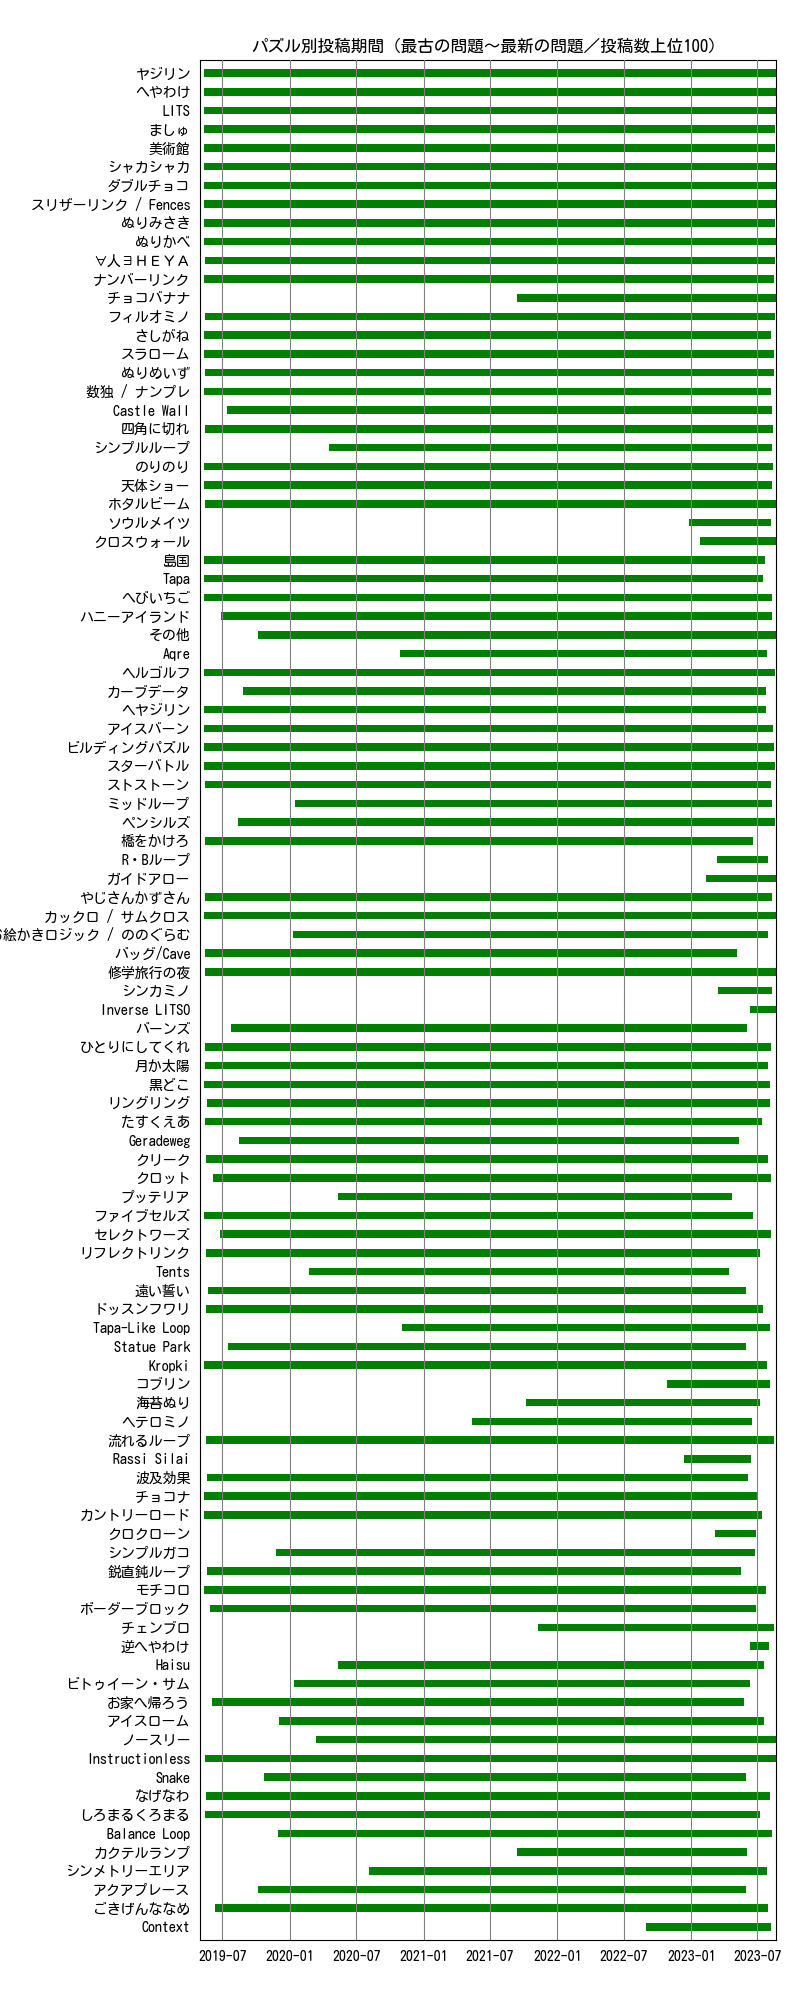 パズル別投稿期間（最古の問題～最新の問題／投稿数上位100）
ヤジリン
へやわけ
LITS
ましゅ
美術館
シャカシャカ
ダブルチョコ
スリザーリンク / Fences
ぬりみさき
ぬりかべ
∀人∃ＨＥＹＡ
ナンバーリンク
チョコバナナ
フィルオミノ
さしがね
スラローム
ぬりめいず
数独 / ナンプレ
Castle Wall
四角に切れ
シンプルループ
のりのり
天体ショー
ホタルビーム
ソウルメイツ
クロスウォール
島国
Tapa
へびいちご
ハニーアイランド
その他
Aqre
ヘルゴルフ
カーブデータ
ヘヤジリン
アイスバーン
ビルディングパズル
スターバトル
ストストーン
ミッドループ
ペンシルズ
橋をかけろ
R・Bループ
ガイドアロー
やじさんかずさん
カックロ / サムクロス
絵かきロジック / ののぐらむ
バッグ/Cave
修学旅行の夜
シンカミノ
Inverse LITSO
バーンズ
ひとりにしてくれ
月か太陽
黒どこ
リングリング
たすくえあ
Geradeweg
クリーク
クロット
プッテリア
ファイブセルズ
セレクトワーズ
リフレクトリンク
Tents
遠い誓い
ドッスンフワリ
Tapa-Like Loop
Statue Park
Kropki
コブリン
海苔ぬり
ヘテロミノ
流れるループ
Rassi Silai
波及効果
チョコナ
カントリーロード
クロクローン
シンプルガコ
鋭直鈍ループ
モチコロ
ボーダーブロック
チェンブロ
逆へやわけ
Haisu
ビトゥイーン・サム
お家へ帰ろう
アイスローム
ノースリー
Instructionless
Snake
なげなわ
しろまるくろまる
Balance Loop
カクテルランプ
シンメトリーエリア
アクアプレース
ごきげんななめ
Context
2019-07 2020-01 2020-07 2021-01 2021-07 2022-01 2022-07 2023-01 2023-07